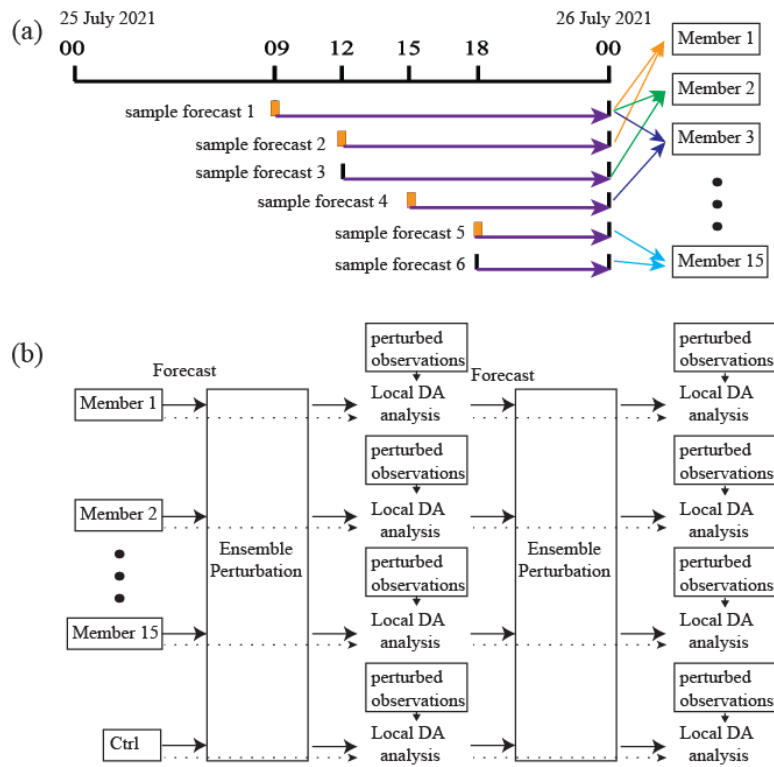 (a)
25 July 2021
26 July 2021
00 09 12 15 18 00
Member 1
Member 2
Member 3
Member 15
sample forecast 1
sample forecast 2
sample forecast 3
sample forecast 4
sample forecast 5
sample forecast 6
(b)
Forecast
Forecast
perturbed
observations
perturbed
observations
Member 1
Local DA
analysis
Local DA
analysis
perturbed
observations
perturbed
observations
Member 2
Local DA
analysis
Local DA
analysis
Ensemble
Perturbation
Ensemble
Perturbation
perturbed
observations
perturbed
observations
Member 15
Local DA
analysis
Local DA
analysis
perturbed
observations
perturbed
observations
Ctrl
Local DA
analysis
Local DA
analysis